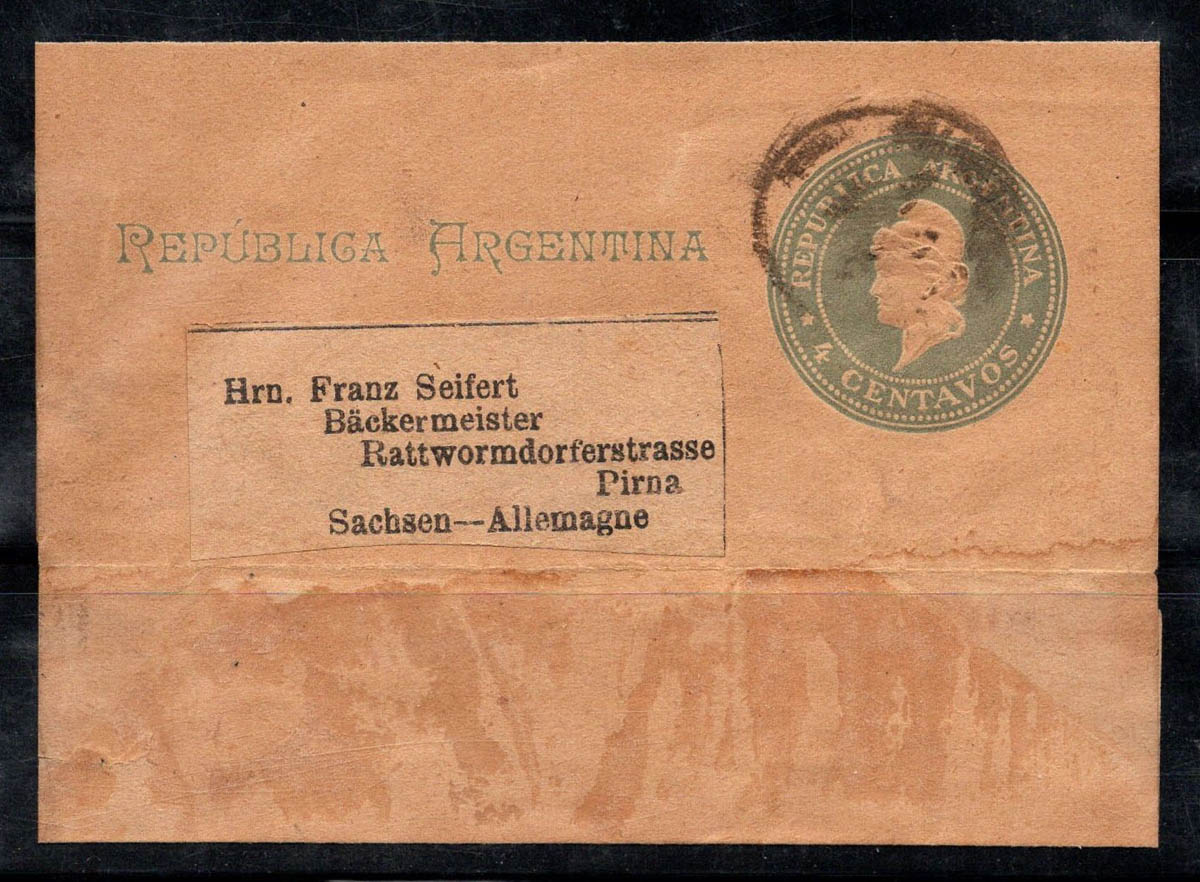 REPÚBLICA ARGENTINA
REPUBLICA ARGENTINA
4 CENTAVOS
Hrn. Franz Seifert
Bäckermeister
Rattwormdorferstrasse
Pirna
Sachsen—Allemagne